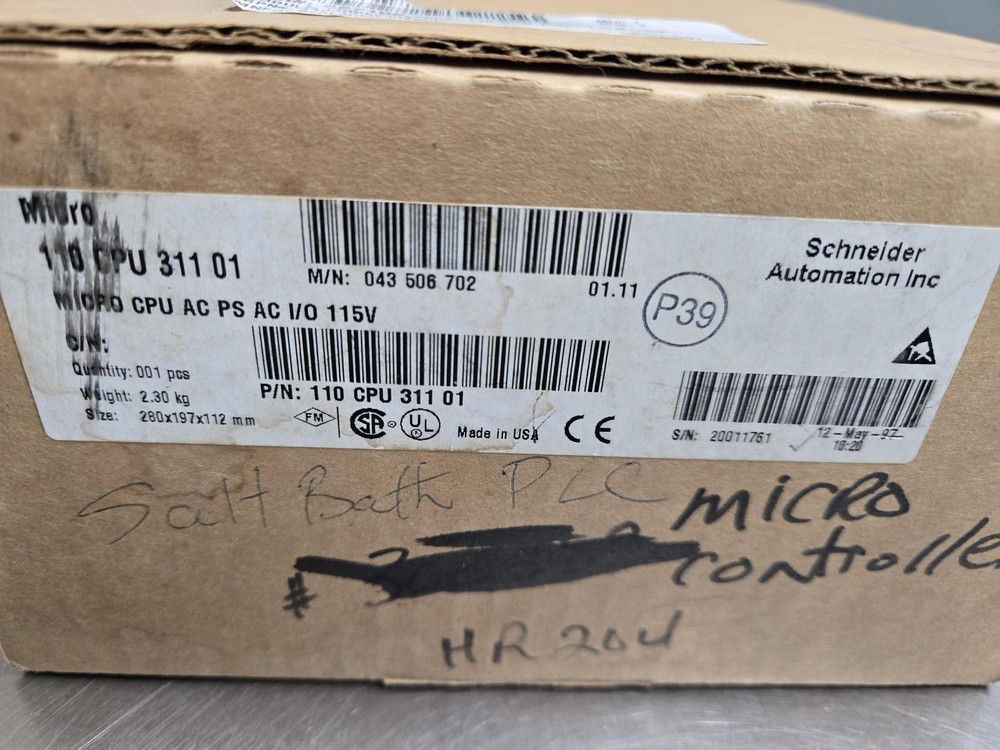 Micro
110 CPU 311 01
MICRO CPU AC PS AC I/O 115V
C/N:
Quantity: 001 pcs
Weight: 2.30 kg
Size: 280x197x112 mm
M/N: 043 506 702
01.11
P/N: 110 CPU 311 01
FM
SA
UL
Made in USA
CE
P39
Schneider
Automation Inc
S/N: 20011761
12-May-97
10:20
Salt Bath PLC
micro
controlle
#
HR 204